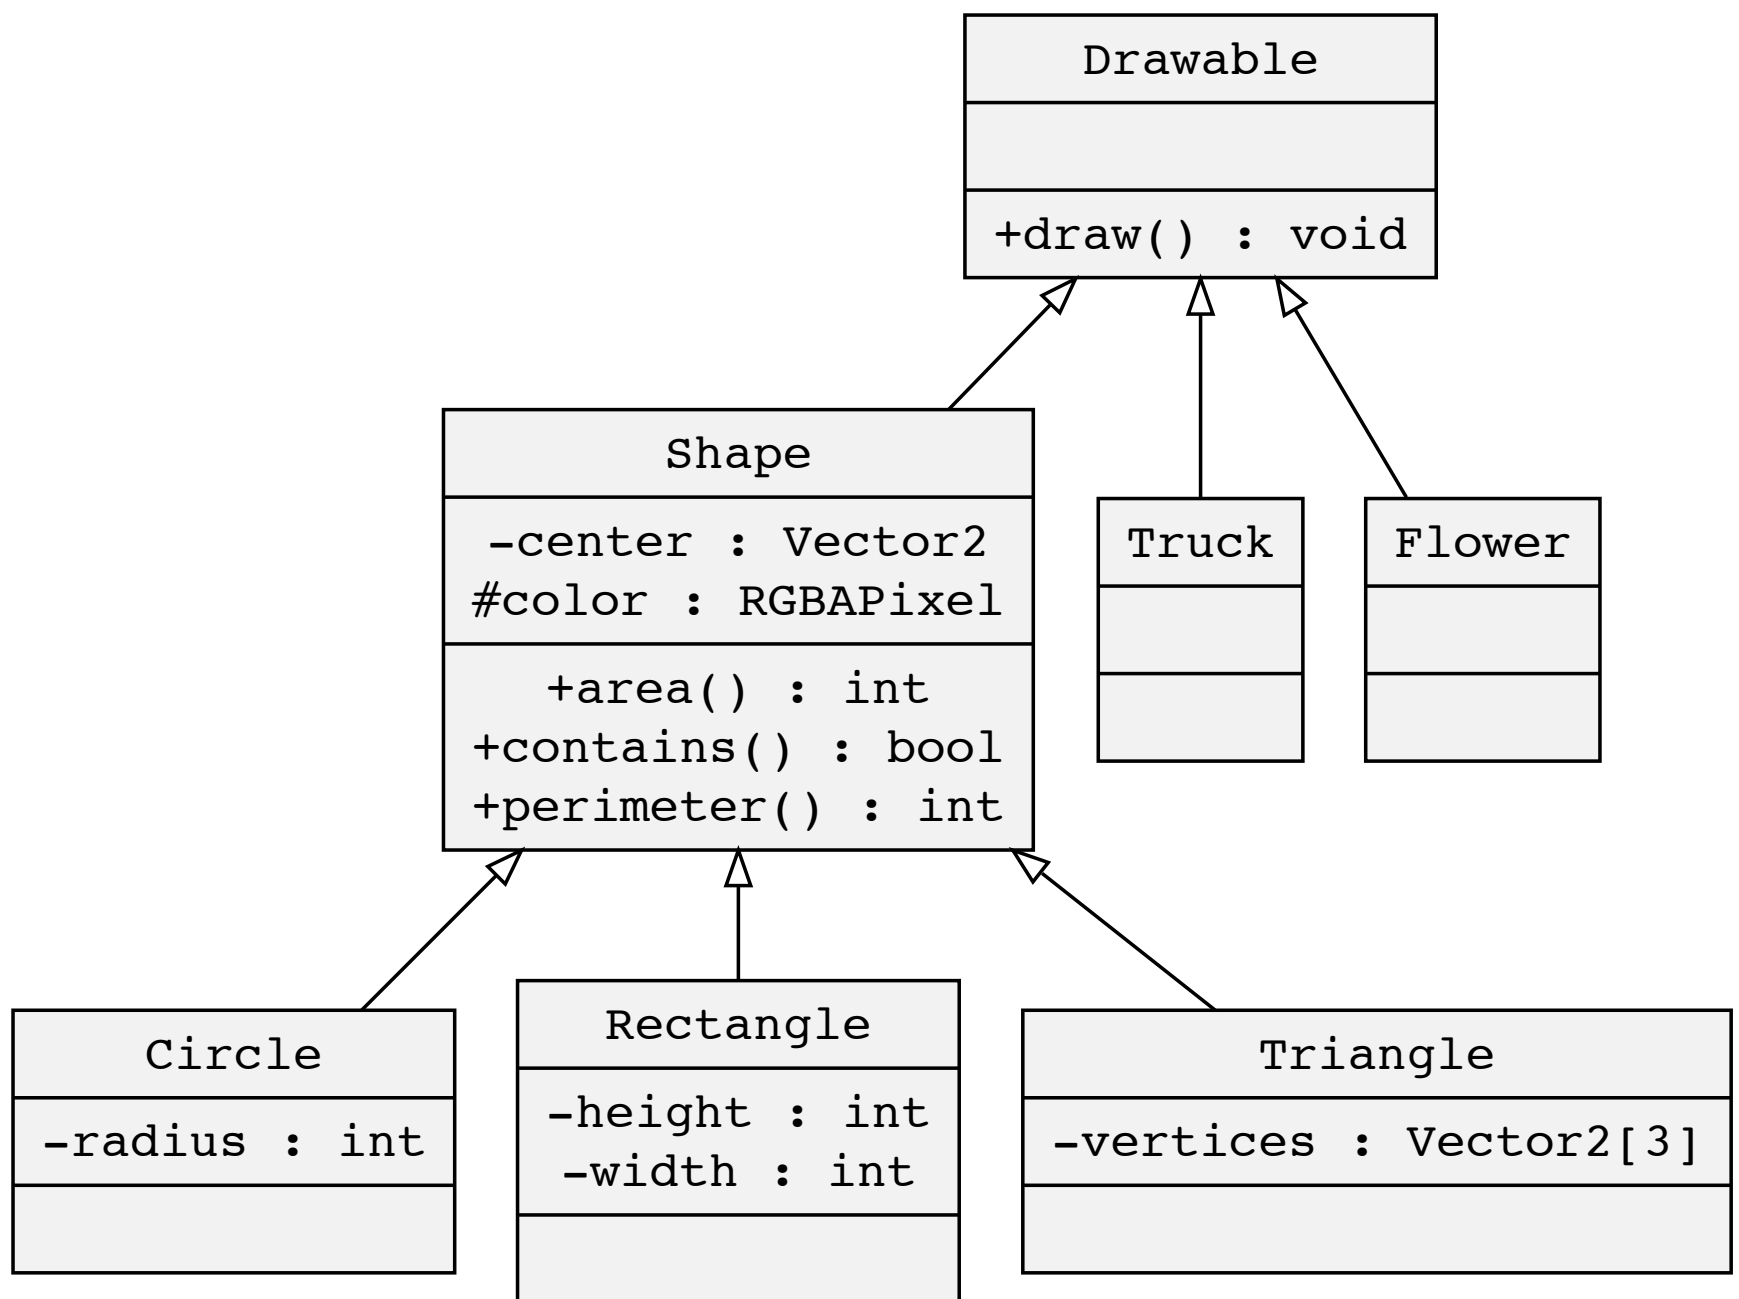 Drawable
+draw() : void
Shape
-center : Vector2
#color : RGBAPixel
+area() : int
+contains() : bool
+perimeter() : int
Truck
Flower
Circle
-radius : int
Rectangle
-height : int
-width : int
Triangle
-vertices : Vector2[3]